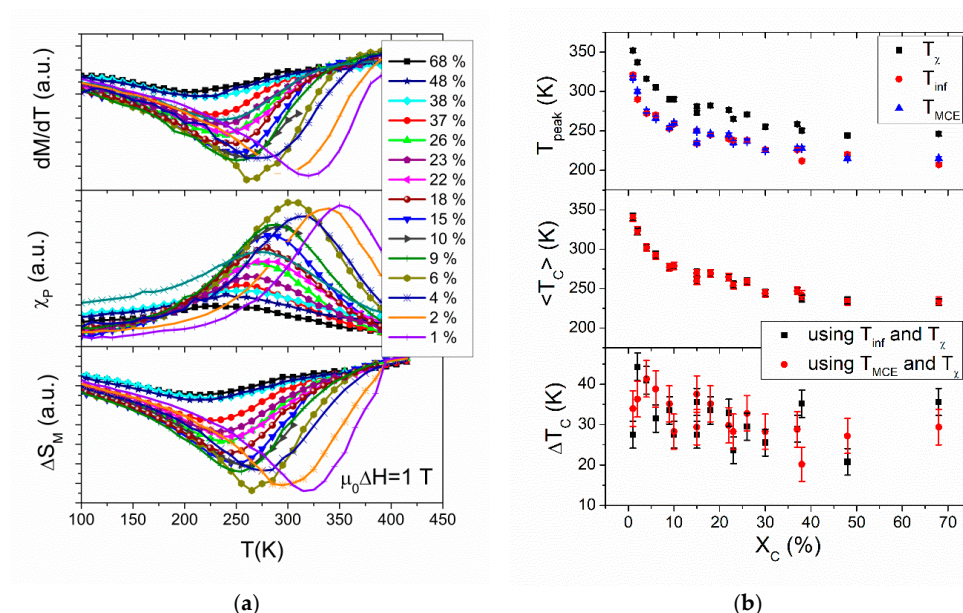 dM/dT (a.u.)
χP (a.u.)
ΔSM (a.u.)
68 %
48 %
38 %
37 %
26 %
23 %
22 %
18 %
15 %
10 %
9 %
6 %
4 %
2 %
1 %
μ0ΔH=1 T
100 150 200 250 300 350 400 450
T(K)
(a)
Tpeak (K)
350
300
250
200
Tχ
Tinf
TMCE
<TC> (K)
350
300
250
225
using Tinf and Tχ
using TMCE and Tχ
ΔTC (K)
40
30
20
10
0 10 20 30 40 50 60 70
XC (%)
(b)